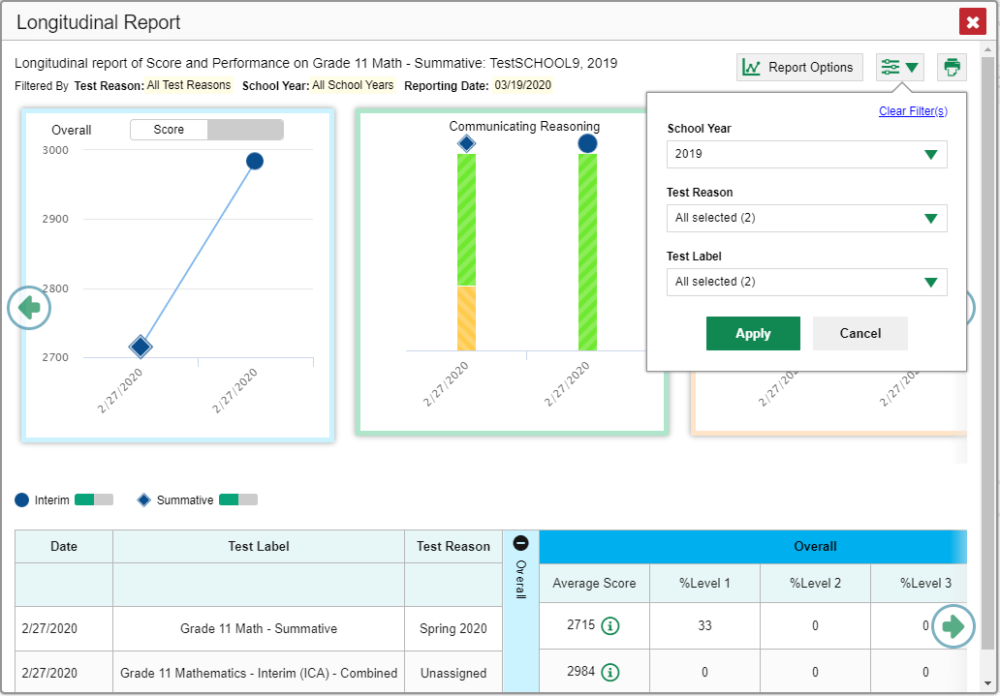 Longitudinal Report
Longitudinal report of Score and Performance on Grade 11 Math - Summative: TestSCHOOL9, 2019
Report Options
Filtered By Test Reason: All Test Reasons School Year: All School Years Reporting Date: 03/19/2020
Clear Filter(s)
School Year
2019
Test Reason
All selected (2)
Test Label
All selected (2)
Apply Cancel
Overall Score
3000
2900
2800
2700
2/27/2020 2/27/2020
Communicating Reasoning
2/27/2020 2/27/2020
2/27/2020 2/27/2020
Interim Summative
Date Test Label Test Reason Overall Overall
Average Score %Level 1 %Level 2 %Level 3
2/27/2020 Grade 11 Math - Summative Spring 2020 2715 33 0 0
2/27/2020 Grade 11 Mathematics - Interim (ICA) - Combined Unassigned 2984 0 0 0